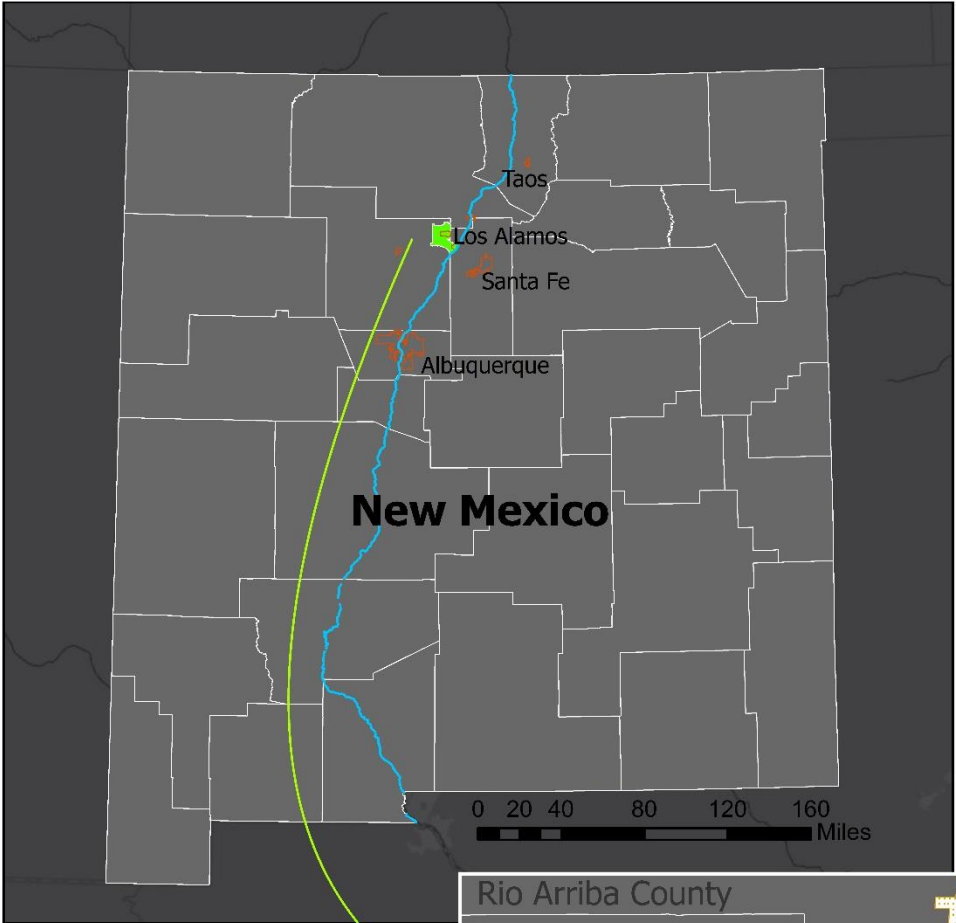 Taos
Los Alamos
Santa Fe
Albuquerque
New Mexico
0 20 40 80 120 160
Miles
Rio Arriba County